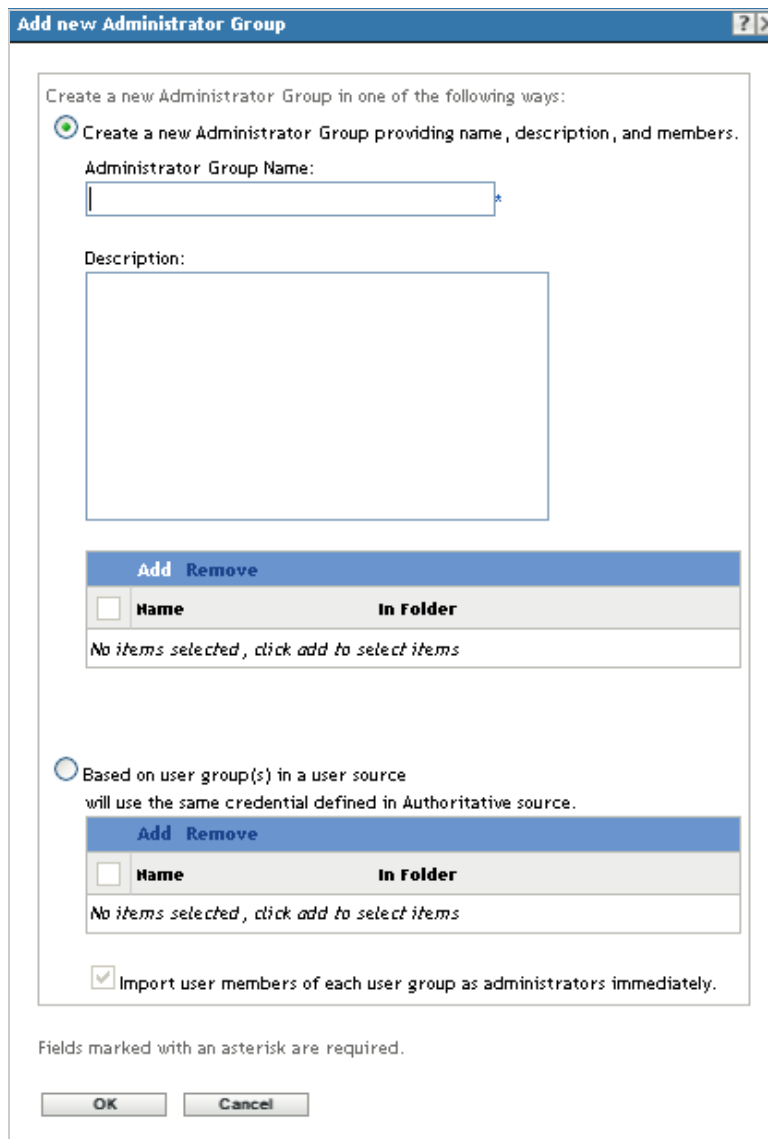 Add new Administrator Group
?
Create a new Administrator Group in one of the following ways:
Create a new Administrator Group providing name, description, and members.
Administrator Group Name:
*
Description:
Add Remove
Name In Folder
No items selected, click add to select items
Based on user group(s) in a user source
will use the same credential defined in Authoritative source.
Add Remove
Name In Folder
No items selected, click add to select items
Import user members of each user group as administrators immediately.
Fields marked with an asterisk are required.
OK Cancel